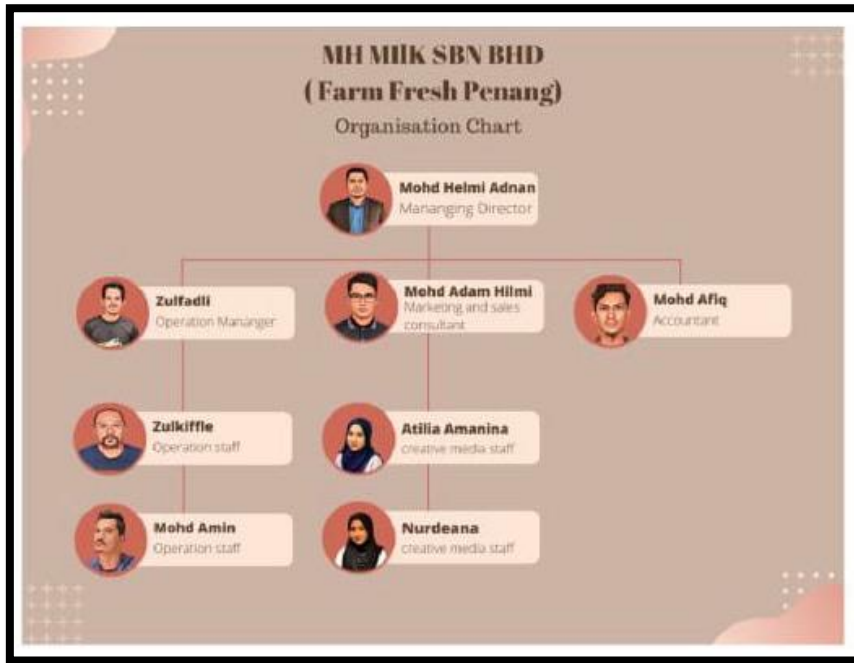 MH MIlK SBN BHD
( Farm Fresh Penang)
Organisation Chart
Mohd Helmi Adnan
Mananging Director
Zulfadli
Operation Mananger
Mohd Adam Hilmi
Marketing and sales
consultant
Mohd Afiq
Accountant
Zulkiffle
Operation staff
Atilia Amanina
creative media staff
Mohd Amin
Operation staff
Nurdeana
creative media staff